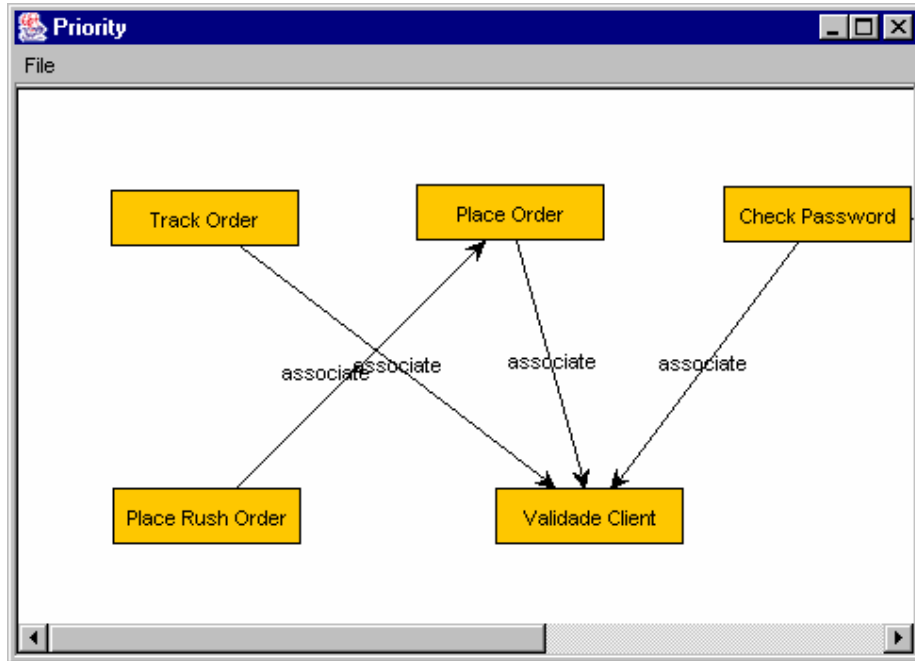 Priority
File
Track Order
Place Order
Check Password
associate
associate
associate
associate
Place Rush Order
Validade Client